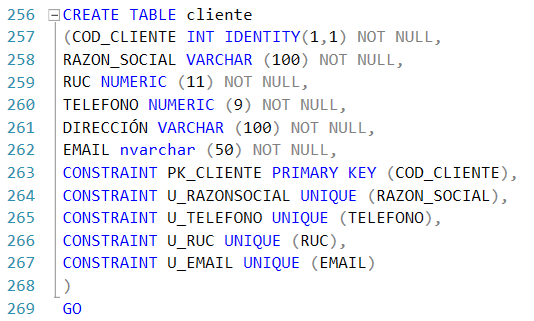 256 CREATE TABLE cliente
257 (COD_CLIENTE INT IDENTITY(1,1) NOT NULL,
258 RAZON_SOCIAL VARCHAR (100) NOT NULL,
259 RUC NUMERIC (11) NOT NULL,
260 TELEFONO NUMERIC (9) NOT NULL,
261 DIRECCIÓN VARCHAR (100) NOT NULL,
262 EMAIL nvarchar (50) NOT NULL,
263 CONSTRAINT PK_CLIENTE PRIMARY KEY (COD_CLIENTE),
264 CONSTRAINT U_RAZONSOCIAL UNIQUE (RAZON_SOCIAL),
265 CONSTRAINT U_TELEFONO UNIQUE (TELEFONO),
266 CONSTRAINT U_RUC UNIQUE (RUC),
267 CONSTRAINT U_EMAIL UNIQUE (EMAIL)
268 )
269 GO